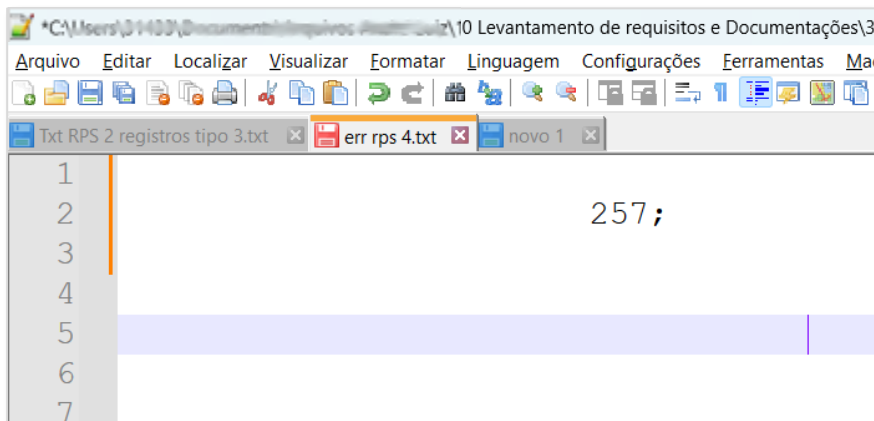 *C:\Users\31433\Documents\Arquivos \10 Levantamento de requisitos e Documentações\3
Arquivo Editar Localizar Visualizar Formatar Linguagem Configurações Ferramentas Mac
Txt RPS 2 registros tipo 3.txt err rps 4.txt novo 1
1
2 257;
3
4
5
6
7